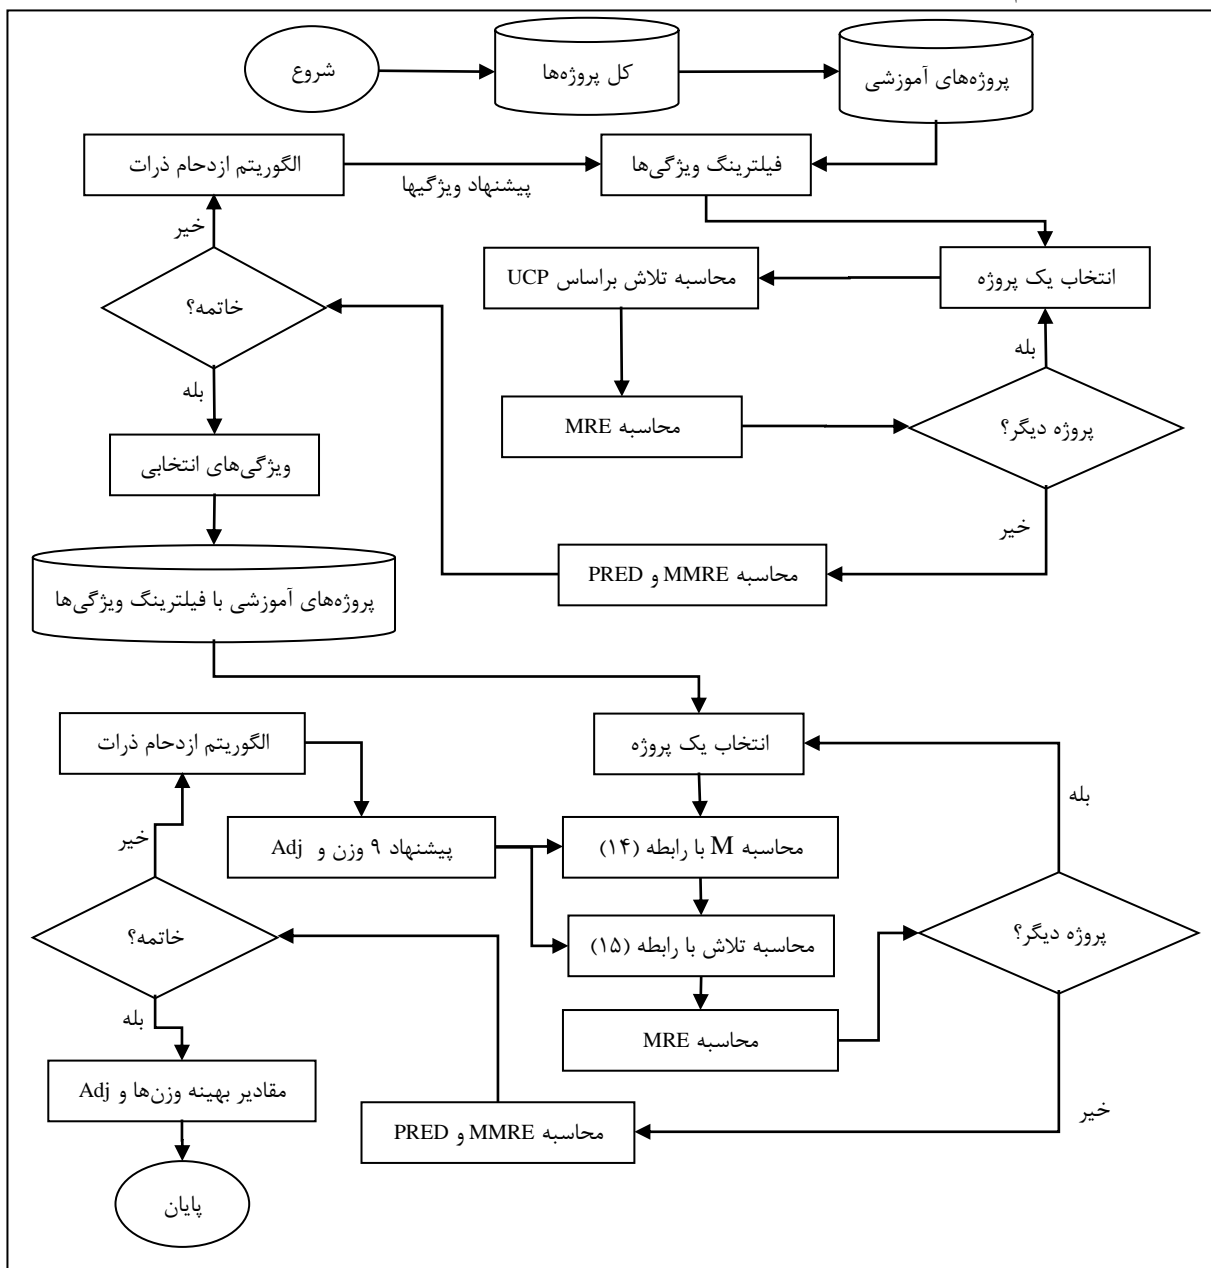 شروع
کل پروژه‌ها
پروژه‌های آموزشی
الگوریتم ازدحام ذرات
پیشنهاد ویژگیها
فیلترینگ ویژگی‌ها
خیر
انتخاب یک پروژه
محاسبه تلاش براساس UCP
خاتمه؟
بله
بله
محاسبه MRE
پروژه دیگر؟
ویژگی‌های انتخابی
خیر
محاسبه MMRE و PRED
پروژه‌های آموزشی با فیلترینگ ویژگی‌ها
انتخاب یک پروژه
الگوریتم ازدحام ذرات
بله
خیر
پیشنهاد ۹ وزن و Adj
محاسبه M با رابطه (۱۴)
خاتمه؟
محاسبه تلاش با رابطه (۱۵)
پروژه دیگر؟
بله
محاسبه MRE
مقادیر بهینه وزن‌ها و Adj
خیر
محاسبه MMRE و PRED
پایان